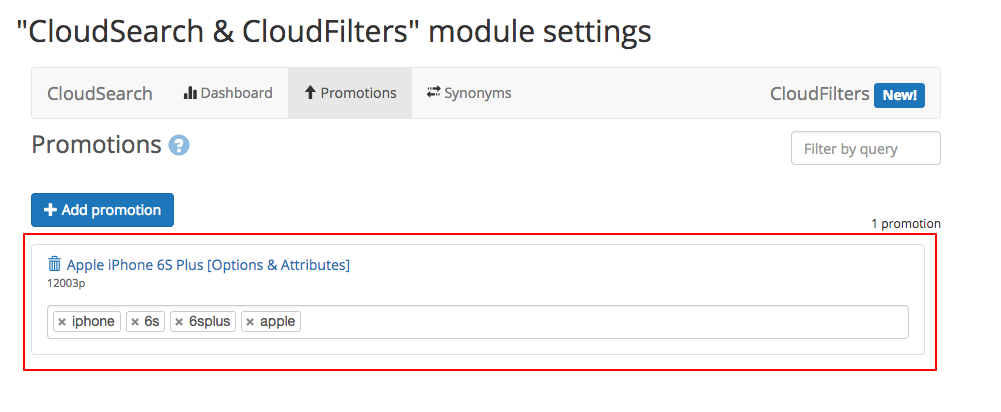 "CloudSearch & CloudFilters" module settings
CloudSearch Dashboard Promotions Synonyms CloudFilters New!
Promotions ? Filter by query
Add promotion
1 promotion
Apple iPhone 6S Plus [Options & Attributes]
12003p
× iphone × 6s × 6splus × apple